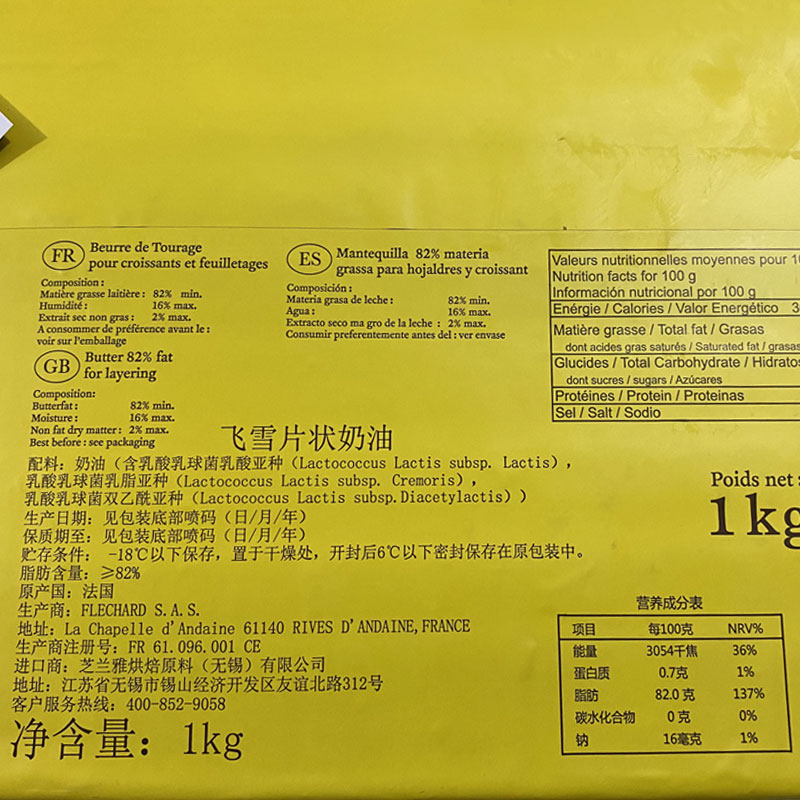 FR Beurre de Tourage
pour croissants et feuilletages
Composition :
Matière grasse laitière : 82% min.
Humidité : 16% max.
Extrait sec non gras : 2% max.
A consommer de préférence avant le :
voir sur l'emballage
GB Butter 82% fat
for layering
Composition:
Butterfat: 82% min.
Moisture : 16% max.
Non fat dry matter : 2% max.
Best before : see packaging
ES Mantequilla 82% materia
grassa para hojaldres y croissant
Composición :
Materia grasa de leche : 82% min.
Agua : 16% max.
Extracto seco ma gro de la leche : 2% max.
Consumir preferentemente antes del : ver envase
Valeurs nutritionnelles moyennes pour 10
Nutrition facts for 100 g
Información nutricional por 100 g
Enérgie / Calories / Valor Energético 3
Matière grasse / Total fat / Grasas
dont acides gras saturés / Saturated fat / grasas
Glucides / Total Carbohydrate / Hidratos
dont sucres / sugars / Azúcares
Protéines / Protein / Proteinas
Sel / Salt / Sodio
飞雪片状奶油
配料：奶油（含乳酸乳球菌乳酸亚种（Lactococcus Lactis subsp. Lactis），
乳酸乳球菌乳脂亚种（Lactococcus Lactis subsp. Cremoris），
乳酸乳球菌双乙酰亚种（Lactococcus Lactis subsp.Diacetylactis））
生产日期：见包装底部喷码（日/月/年）
保质期至：见包装底部喷码（日/月/年）
贮存条件： -18℃以下保存，置于干燥处，开封后6℃以下密封保存在原包装中。
脂肪含量：≥82%
原产国：法国
生产商：FLECHARD S.A.S.
地址：La Chapelle d'Andaine 61140 RIVES D'ANDAINE,FRANCE
生产商注册号：FR 61.096.001 CE
进口商：芝兰雅烘焙原料（无锡）有限公司
地址：江苏省无锡市锡山经济开发区友谊北路312号
客户服务热线：400-852-9058
净含量：1kg
Poids net :
1kg
营养成分表
项目 每100克 NRV%
能量 3054千焦 36%
蛋白质 0.7克 1%
脂肪 82.0克 137%
碳水化合物 0克 0%
钠 16毫克 1%